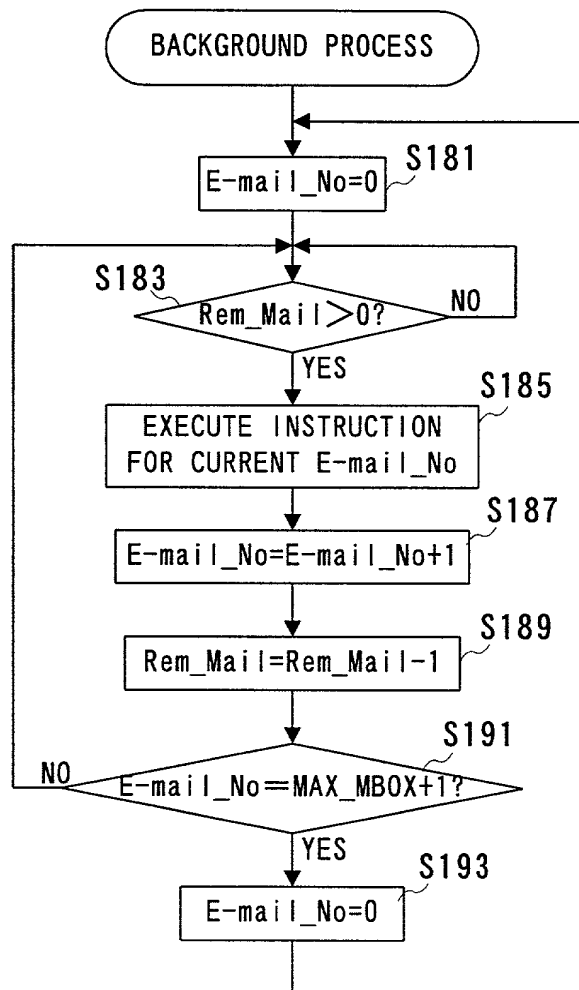 BACKGROUND PROCESS
S181
E-mail_No=0
S183
Rem_Mail>0?
NO
YES
S185
EXECUTE INSTRUCTION
FOR CURRENT E-mail_No
S187
E-mail_No=E-mail_No+1
S189
Rem_Mail=Rem_Mail-1
S191
NO
E-mail_No=MAX_MBOX+1?
YES
S193
E-mail_No=0